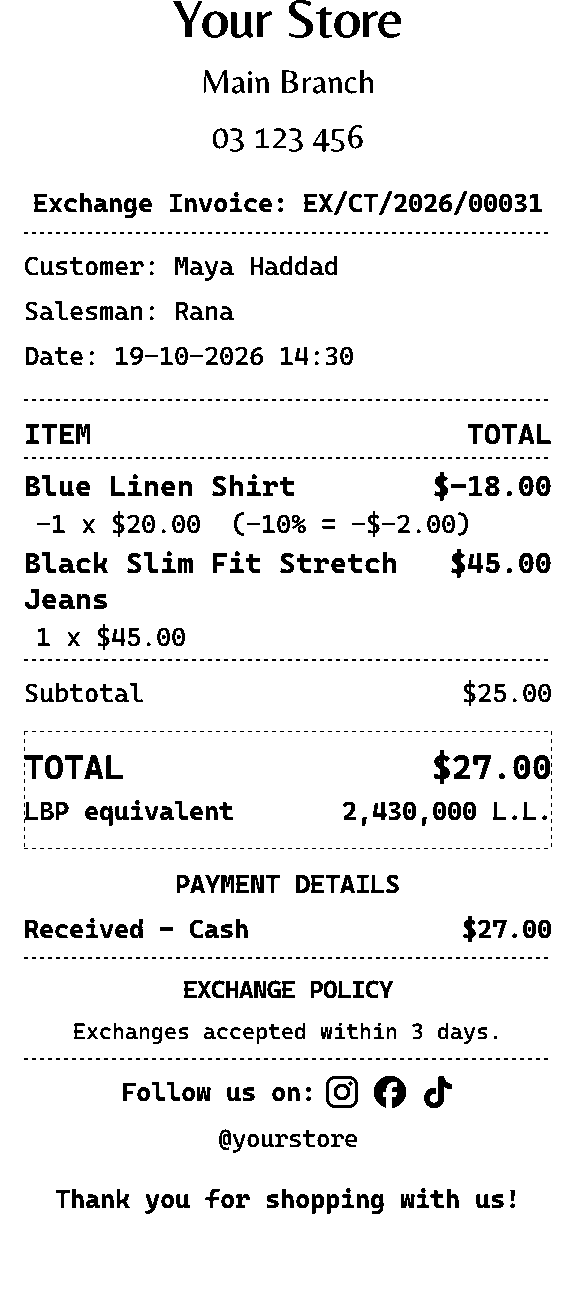 Your Store
Main Branch
03 123 456
Exchange Invoice: EX/CT/2026/00031
Customer: Maya Haddad
Salesman: Rana
Date: 19-10-2026 14:30
ITEM TOTAL
Blue Linen Shirt $-18.00
-1 x $20.00 (-10% = -$-2.00)
Black Slim Fit Stretch $45.00
Jeans
1 x $45.00
Subtotal $25.00
TOTAL $27.00
LBP equivalent 2,430,000 L.L.
PAYMENT DETAILS
Received - Cash $27.00
EXCHANGE POLICY
Exchanges accepted within 3 days.
Follow us on:
@yourstore
Thank you for shopping with us!